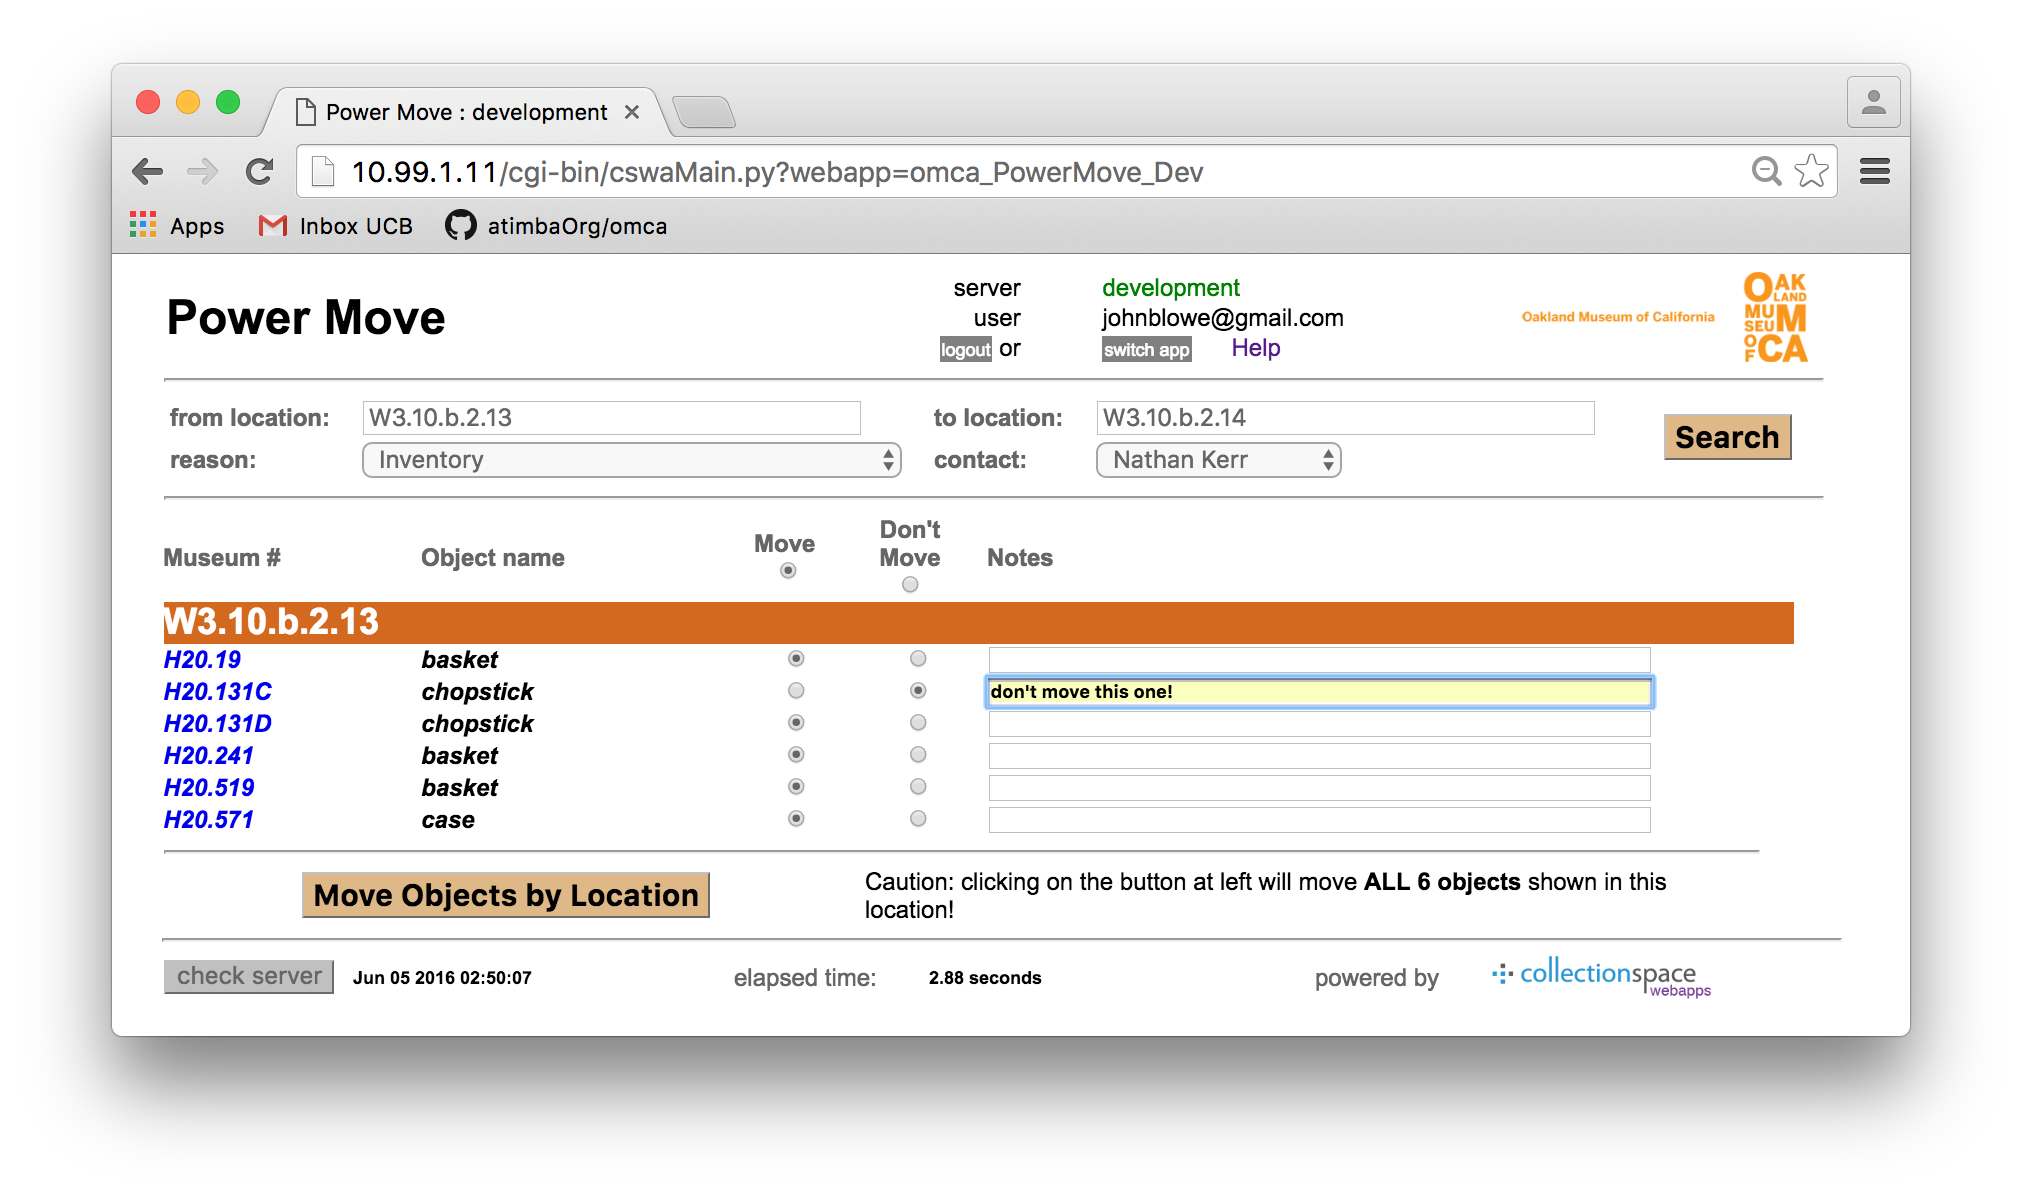 Power Move : development
10.99.1.11/cgi-bin/cswaMain.py?webapp=omca_PowerMove_Dev
Apps Inbox UCB atimbaOrg/omca
Power Move
server development
user johnblowe@gmail.com
logout or switch app Help
Oakland Museum of California
OAK
LAND
MU
SEUM
OF CA
from location: W3.10.b.2.13 to location: W3.10.b.2.14
reason: Inventory contact: Nathan Kerr
Search
Museum # Object name Move Don't Move Notes
W3.10.b.2.13
H20.19 basket
H20.131C chopstick don't move this one!
H20.131D chopstick
H20.241 basket
H20.519 basket
H20.571 case
Move Objects by Location
Caution: clicking on the button at left will move ALL 6 objects shown in this
location!
check server Jun 05 2016 02:50:07 elapsed time: 2.88 seconds powered by collectionspace
webapps